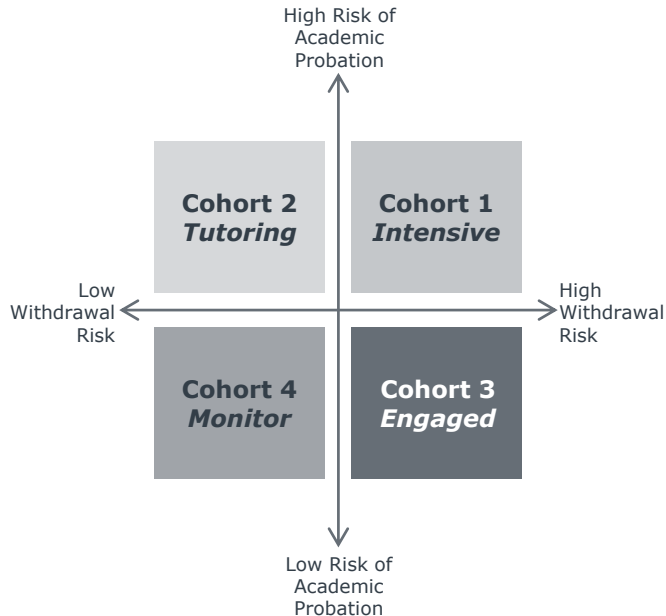 High Risk of
Academic
Probation
Cohort 2
Tutoring
Cohort 1
Intensive
Low
Withdrawal
Risk
High
Withdrawal
Risk
Cohort 4
Monitor
Cohort 3
Engaged
Low Risk of
Academic
Probation